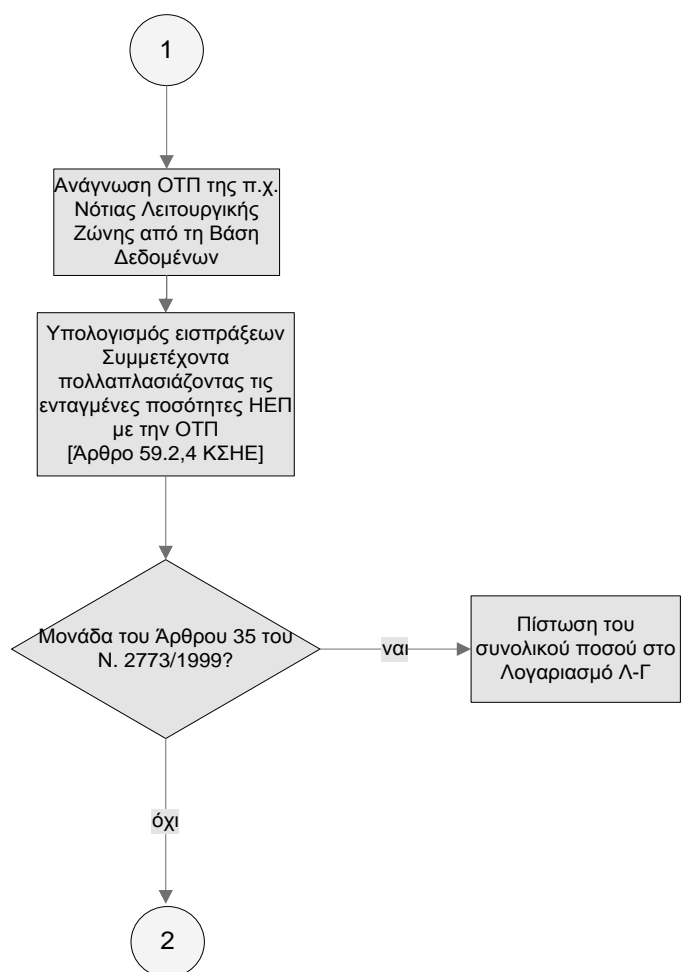 1
Ανάγνωση ΟΤΠ της π.χ.
Νότιας Λειτουργικής
Ζώνης από τη Βάση
Δεδομένων
Υπολογισμός εισπράξεων
Συμμετέχοντα
πολλαπλασιάζοντας τις
ενταγμένες ποσότητες ΗΕΠ
με την ΟΤΠ
[Άρθρο 59.2,4 ΚΣΗΕ]
Μονάδα του Άρθρου 35 του
Ν. 2773/1999?
ναι
Πίστωση του
συνολικού ποσού στο
Λογαριασμό Λ-Γ
όχι
2